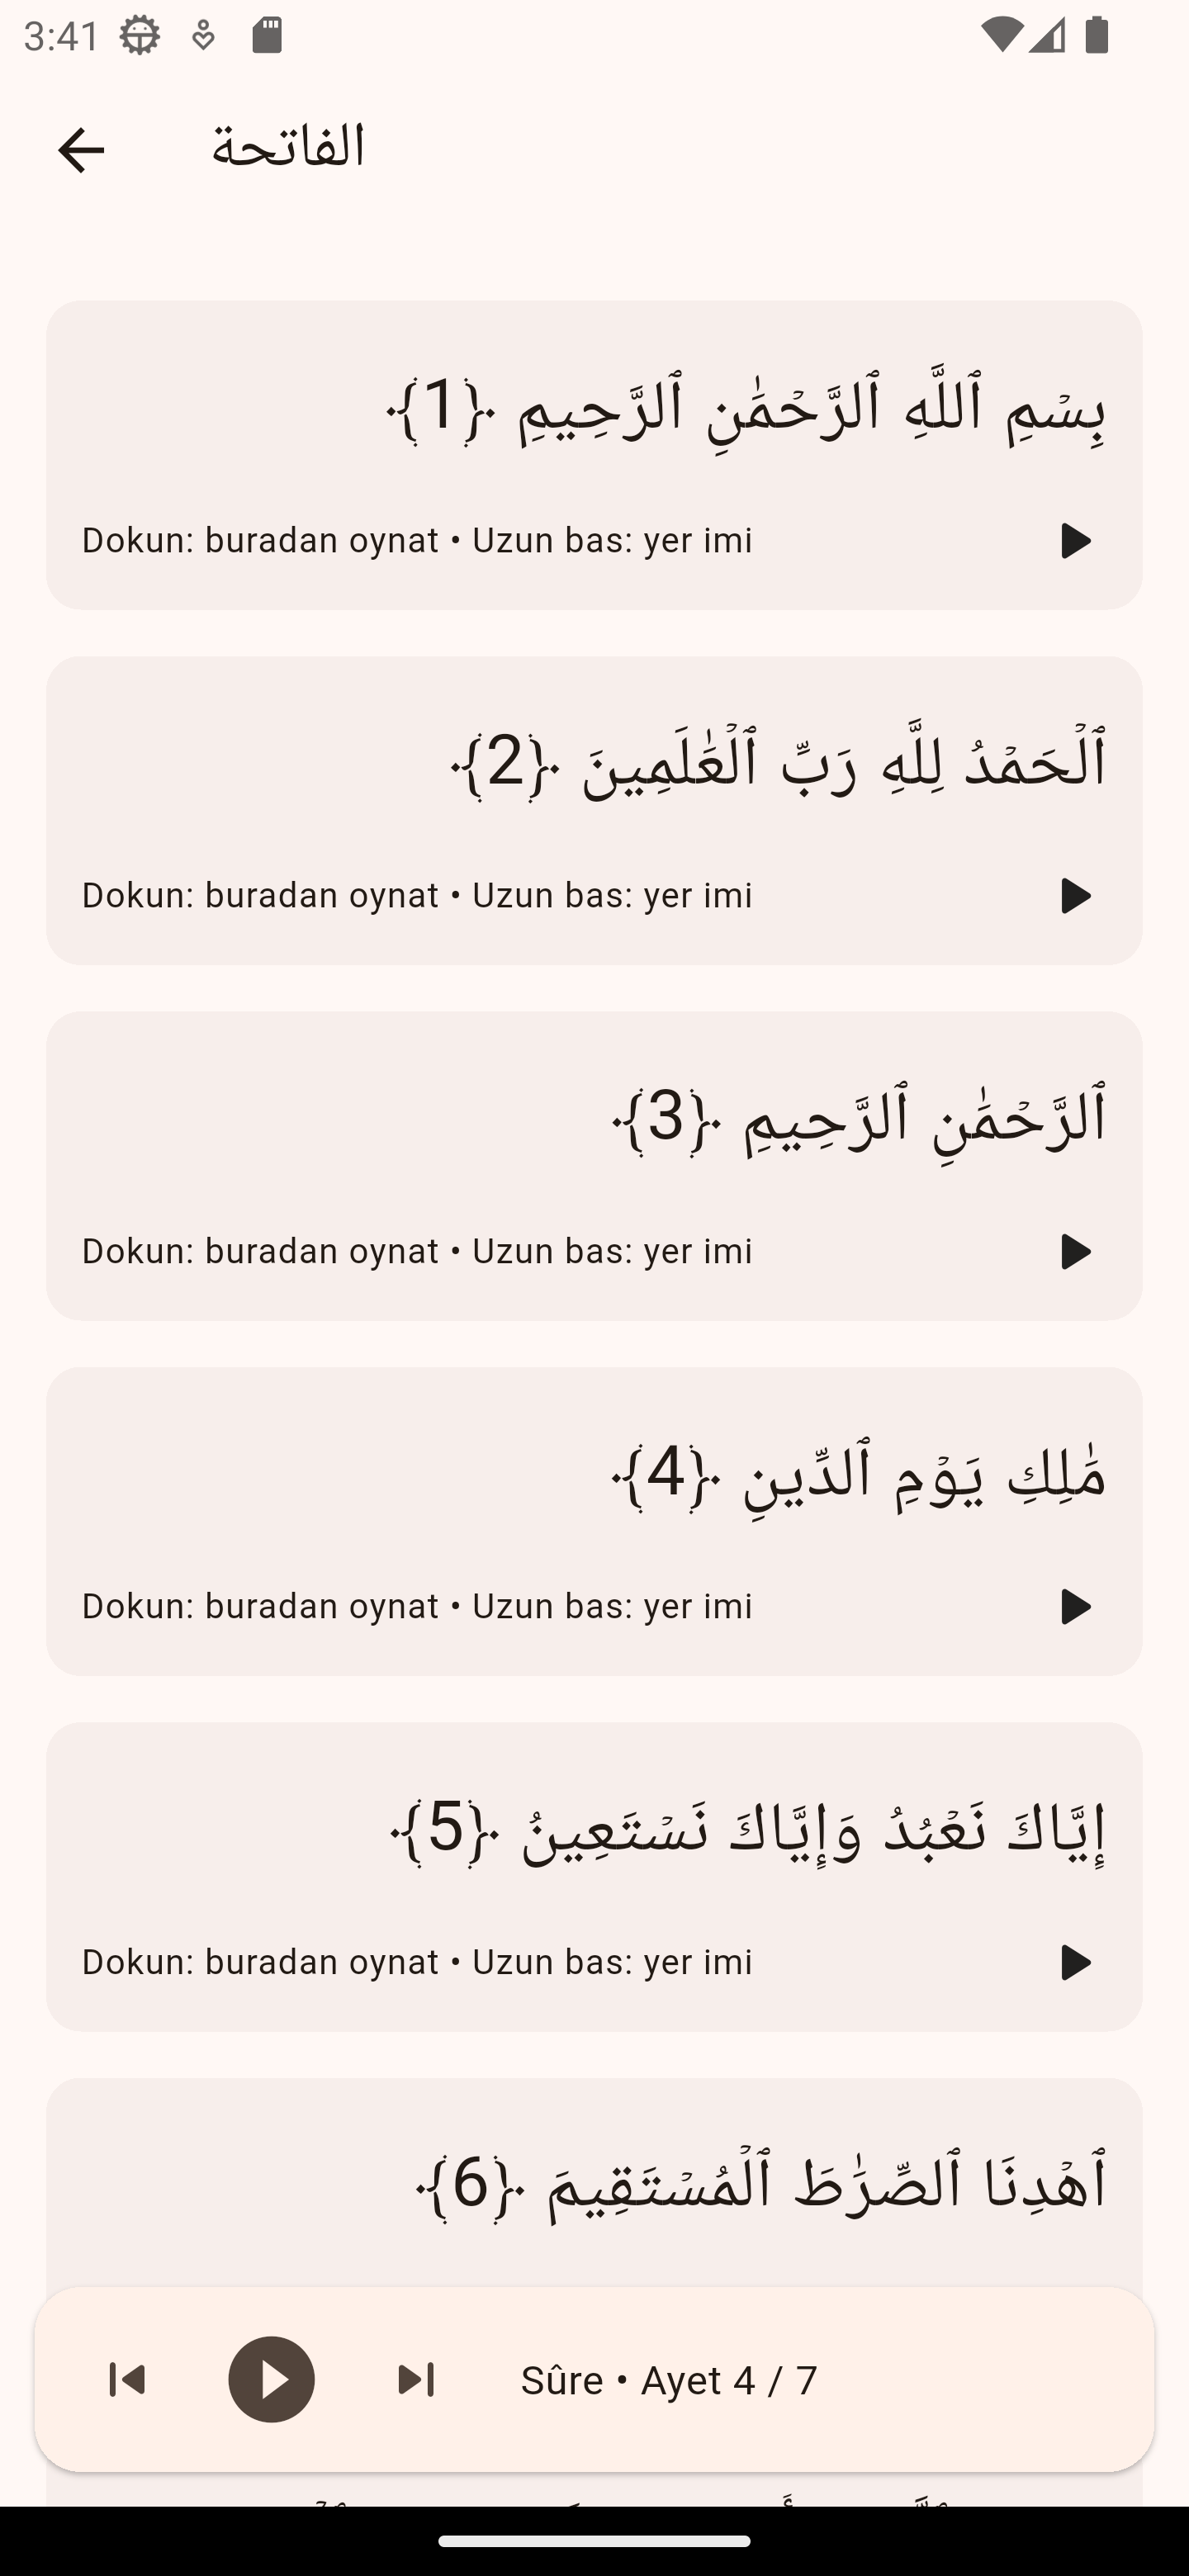 3:41
الفاتحة
بِسۡمِ ٱللَّهِ ٱلرَّحۡمَٰنِ ٱلرَّحِيمِ ﴿1﴾
Dokun: buradan oynat • Uzun bas: yer imi
ٱلۡحَمۡدُ لِلَّهِ رَبِّ ٱلۡعَٰلَمِينَ ﴿2﴾
Dokun: buradan oynat • Uzun bas: yer imi
ٱلرَّحۡمَٰنِ ٱلرَّحِيمِ ﴿3﴾
Dokun: buradan oynat • Uzun bas: yer imi
مَٰلِكِ يَوۡمِ ٱلدِّينِ ﴿4﴾
Dokun: buradan oynat • Uzun bas: yer imi
إِيَّاكَ نَعۡبُدُ وَإِيَّاكَ نَسۡتَعِينُ ﴿5﴾
Dokun: buradan oynat • Uzun bas: yer imi
ٱهۡدِنَا ٱلصِّرَٰطَ ٱلۡمُسۡتَقِيمَ ﴿6﴾
Sûre • Ayet 4 / 7